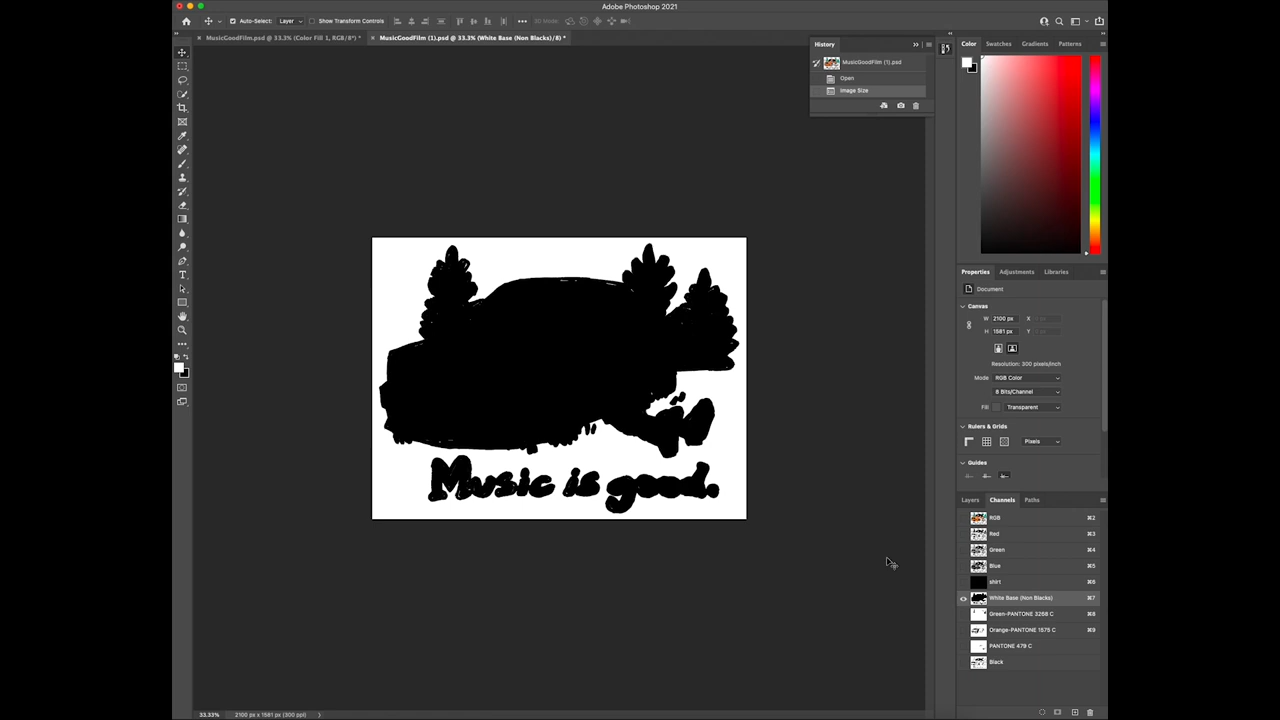 Adobe Photoshop 2021
Auto-Select: Layer Show Transform Controls 3D Mode:
MusicGoodFilm.psd @ 33.3% (Color Fill 1, RGB/8*) *
MusicGoodFilm (1).psd @ 33.3% (White Base (Non Blacks)/8) *
History
MusicGoodFilm (1).psd
Open
Image Size
Color Swatches Gradients Patterns
Properties Adjustments Libraries
Document
Canvas
W 2100 px X
H 1581 px Y
Resolution: 300 pixels/inch
Mode RGB Color
8 Bits/Channel
Fill Transparent
Rulers & Grids
Pixels
Guides
Layers Channels Paths
RGB ⌘2
Red ⌘3
Green ⌘4
Blue ⌘5
shirt ⌘6
White Base (Non Blacks) ⌘7
Green-PANTONE 3268 C ⌘8
Orange-PANTONE 1575 C ⌘9
PANTONE 479 C
Black
Music is good.
33.33% 2100 px x 1581 px (300 ppi)